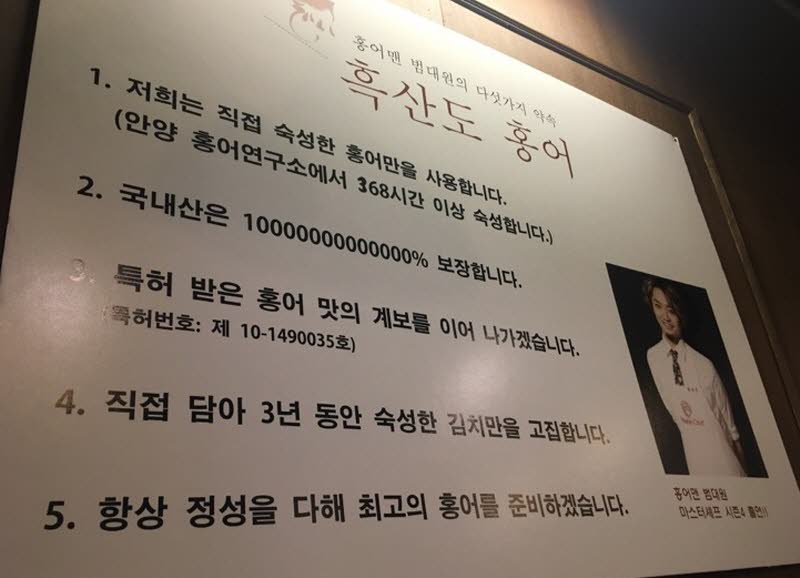 홍어맨 범대원의 다섯가지 약속
흑산도 홍어
1. 저희는 직접 숙성한 홍어만을 사용합니다.
(안양 홍어연구소에서 368시간 이상 숙성합니다.)
2. 국내산은 10000000000000% 보장합니다.
3. 특허 받은 홍어 맛의 계보를 이어 나가겠습니다.
(특허번호: 제 10-1490035호)
4. 직접 담아 3년 동안 숙성한 김치만을 고집합니다.
5. 항상 정성을 다해 최고의 홍어를 준비하겠습니다.
홍어맨 범대원
마스터셰프 시즌4 출연!!